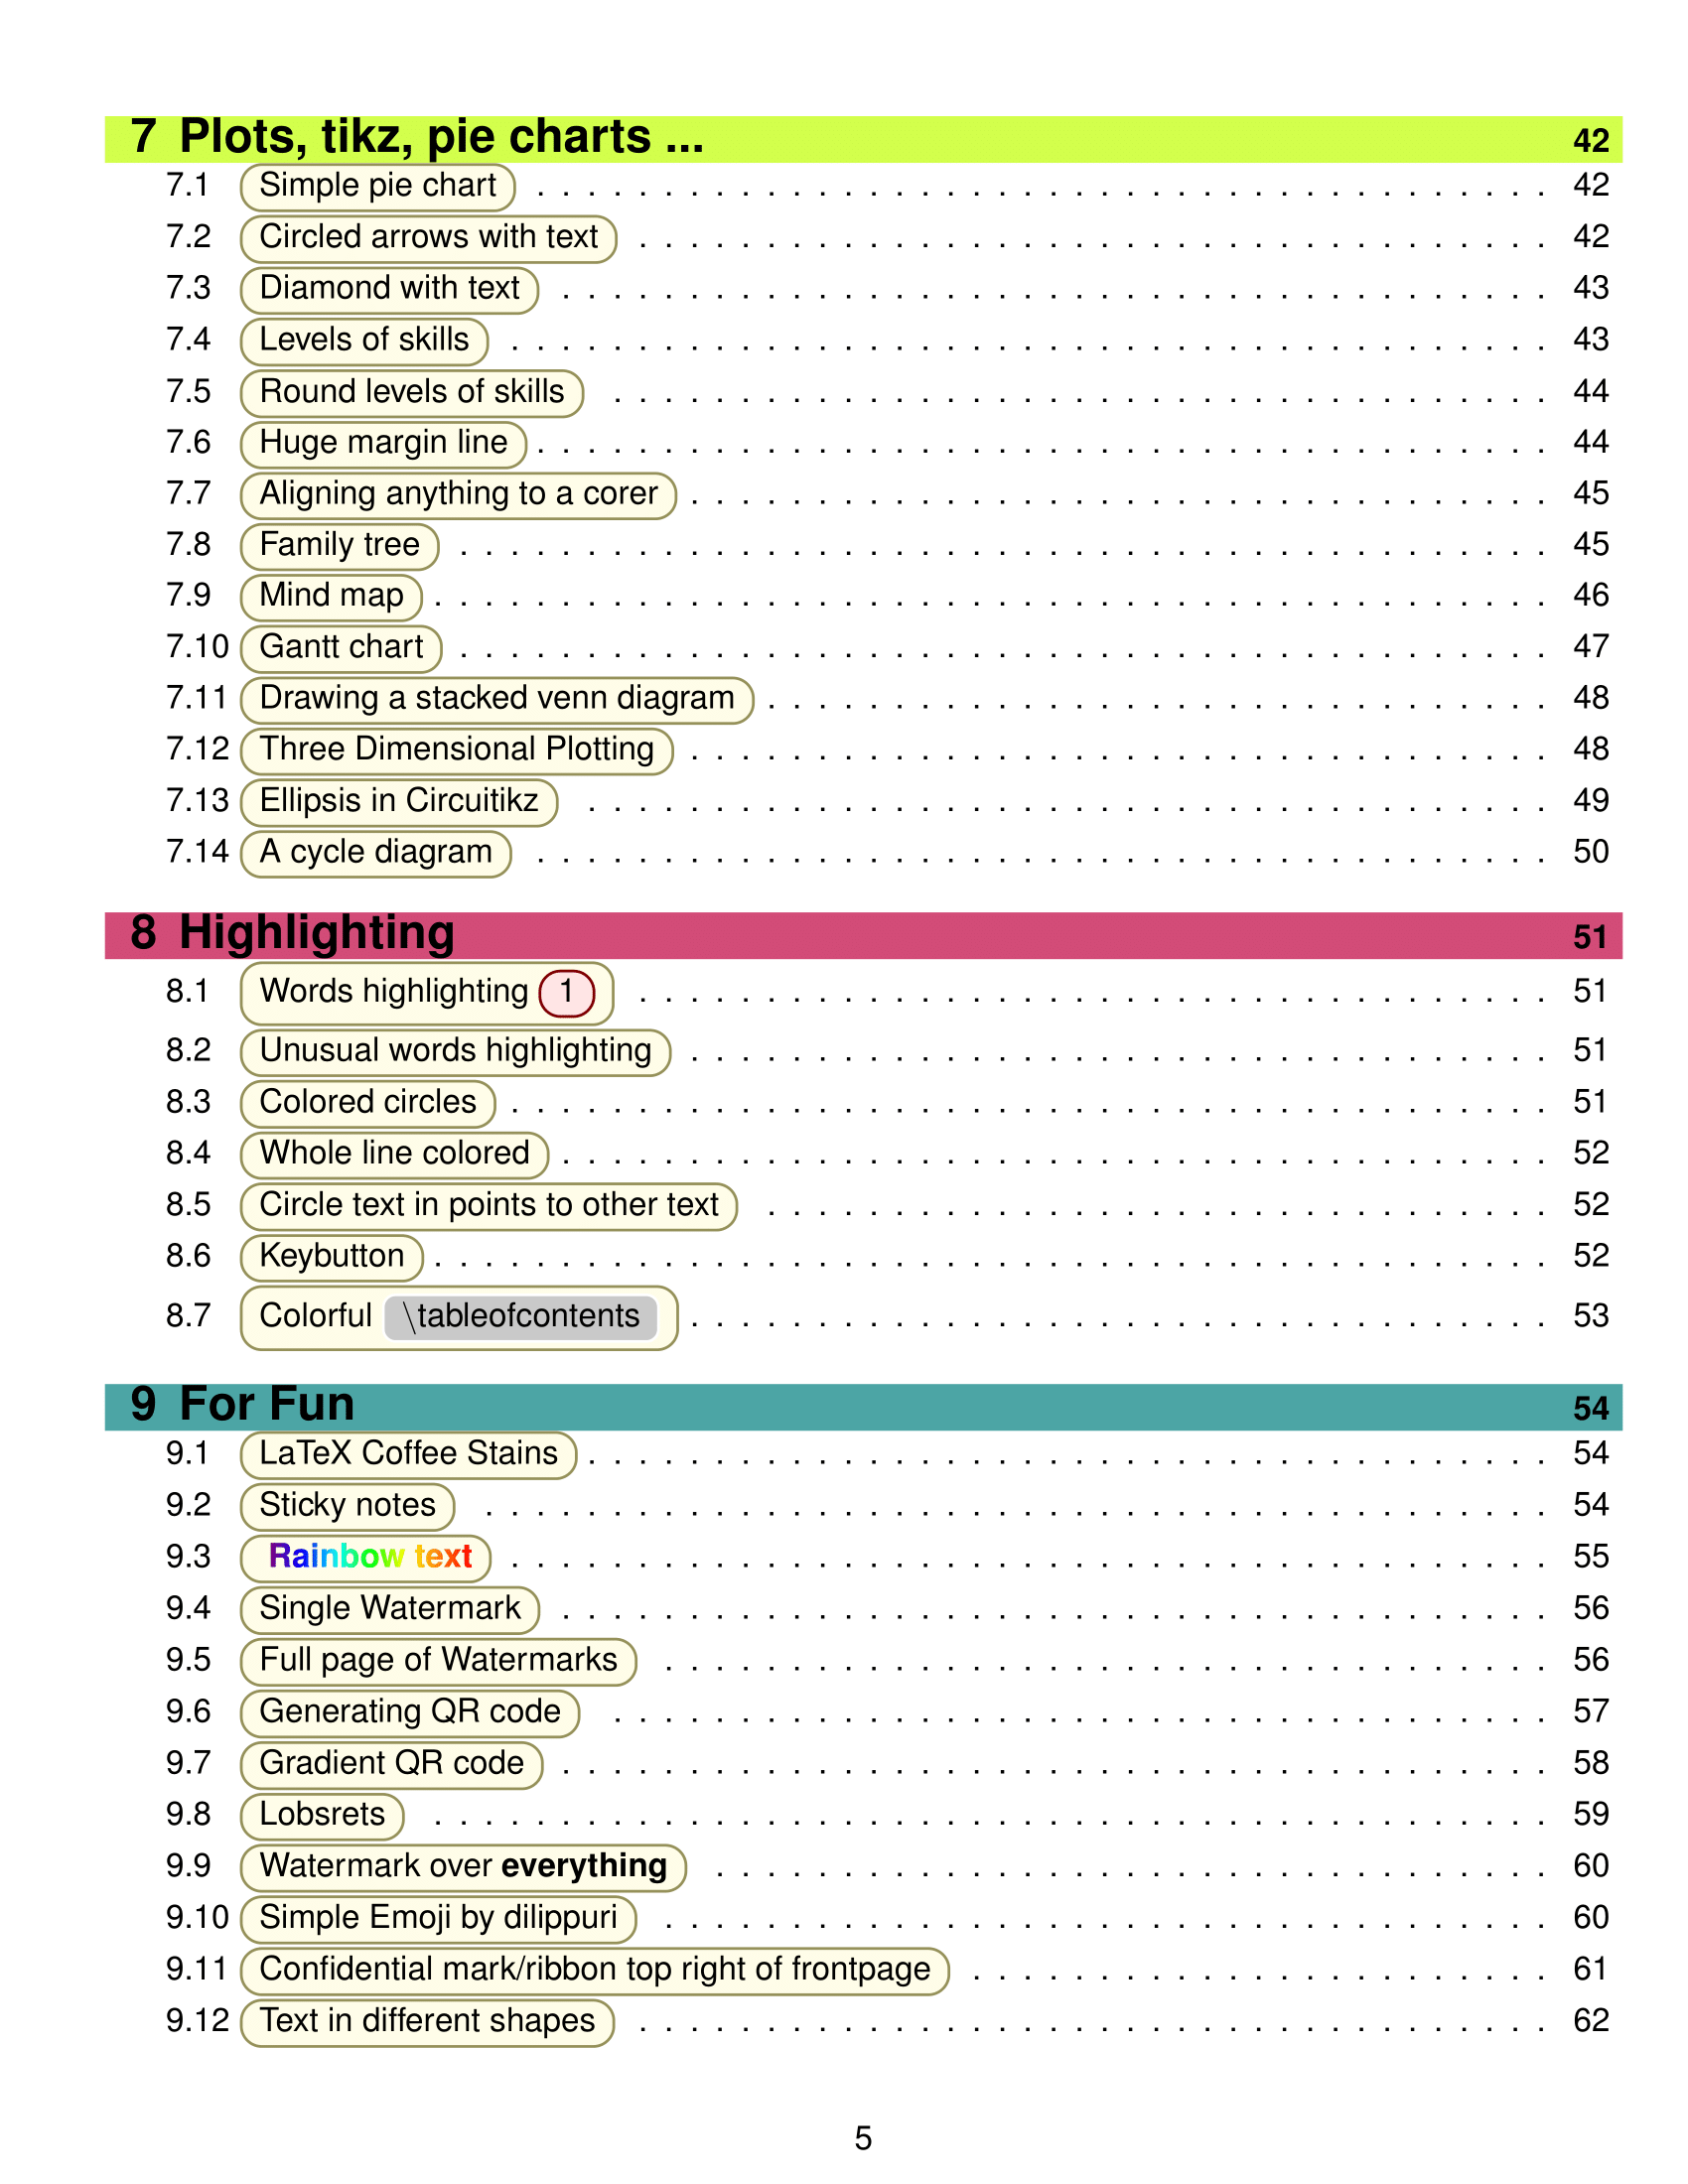 7 Plots, tikz, pie charts ... 42
7.1 Simple pie chart . . . . . . . . . . . . . . . . . . . . . . . . . . . . . . . . . . . . . . . . 42
7.2 Circled arrows with text . . . . . . . . . . . . . . . . . . . . . . . . . . . . . . . . . . . . 42
7.3 Diamond with text . . . . . . . . . . . . . . . . . . . . . . . . . . . . . . . . . . . . . . . 43
7.4 Levels of skills . . . . . . . . . . . . . . . . . . . . . . . . . . . . . . . . . . . . . . . . . 43
7.5 Round levels of skills . . . . . . . . . . . . . . . . . . . . . . . . . . . . . . . . . . . . . 44
7.6 Huge margin line . . . . . . . . . . . . . . . . . . . . . . . . . . . . . . . . . . . . . . . . 44
7.7 Aligning anything to a corer . . . . . . . . . . . . . . . . . . . . . . . . . . . . . . . . . . 45
7.8 Family tree . . . . . . . . . . . . . . . . . . . . . . . . . . . . . . . . . . . . . . . . . . . 45
7.9 Mind map . . . . . . . . . . . . . . . . . . . . . . . . . . . . . . . . . . . . . . . . . . . . 46
7.10 Gantt chart . . . . . . . . . . . . . . . . . . . . . . . . . . . . . . . . . . . . . . . . . . . 47
7.11 Drawing a stacked venn diagram . . . . . . . . . . . . . . . . . . . . . . . . . . . . . . . 48
7.12 Three Dimensional Plotting . . . . . . . . . . . . . . . . . . . . . . . . . . . . . . . . . . 48
7.13 Ellipsis in Circuitikz . . . . . . . . . . . . . . . . . . . . . . . . . . . . . . . . . . . . . . 49
7.14 A cycle diagram . . . . . . . . . . . . . . . . . . . . . . . . . . . . . . . . . . . . . . . . 50
8 Highlighting 51
8.1 Words highlighting 1 . . . . . . . . . . . . . . . . . . . . . . . . . . . . . . . . . . . . 51
8.2 Unusual words highlighting . . . . . . . . . . . . . . . . . . . . . . . . . . . . . . . . . . 51
8.3 Colored circles . . . . . . . . . . . . . . . . . . . . . . . . . . . . . . . . . . . . . . . . . 51
8.4 Whole line colored . . . . . . . . . . . . . . . . . . . . . . . . . . . . . . . . . . . . . . . 52
8.5 Circle text in points to other text . . . . . . . . . . . . . . . . . . . . . . . . . . . . . . . 52
8.6 Keybutton . . . . . . . . . . . . . . . . . . . . . . . . . . . . . . . . . . . . . . . . . . . . 52
8.7 Colorful \tableofcontents . . . . . . . . . . . . . . . . . . . . . . . . . . . . . . . . . . 53
9 For Fun 54
9.1 LaTeX Coffee Stains . . . . . . . . . . . . . . . . . . . . . . . . . . . . . . . . . . . . . . 54
9.2 Sticky notes . . . . . . . . . . . . . . . . . . . . . . . . . . . . . . . . . . . . . . . . . . 54
9.3 Rainbow text . . . . . . . . . . . . . . . . . . . . . . . . . . . . . . . . . . . . . . . . . 55
9.4 Single Watermark . . . . . . . . . . . . . . . . . . . . . . . . . . . . . . . . . . . . . . . 56
9.5 Full page of Watermarks . . . . . . . . . . . . . . . . . . . . . . . . . . . . . . . . . . . 56
9.6 Generating QR code . . . . . . . . . . . . . . . . . . . . . . . . . . . . . . . . . . . . . 57
9.7 Gradient QR code . . . . . . . . . . . . . . . . . . . . . . . . . . . . . . . . . . . . . . . 58
9.8 Lobsrets . . . . . . . . . . . . . . . . . . . . . . . . . . . . . . . . . . . . . . . . . . . . 59
9.9 Watermark over everything . . . . . . . . . . . . . . . . . . . . . . . . . . . . . . . . . 60
9.10 Simple Emoji by dilippuri . . . . . . . . . . . . . . . . . . . . . . . . . . . . . . . . . . . 60
9.11 Confidential mark/ribbon top right of frontpage . . . . . . . . . . . . . . . . . . . . . . . 61
9.12 Text in different shapes . . . . . . . . . . . . . . . . . . . . . . . . . . . . . . . . . . . . 62
5